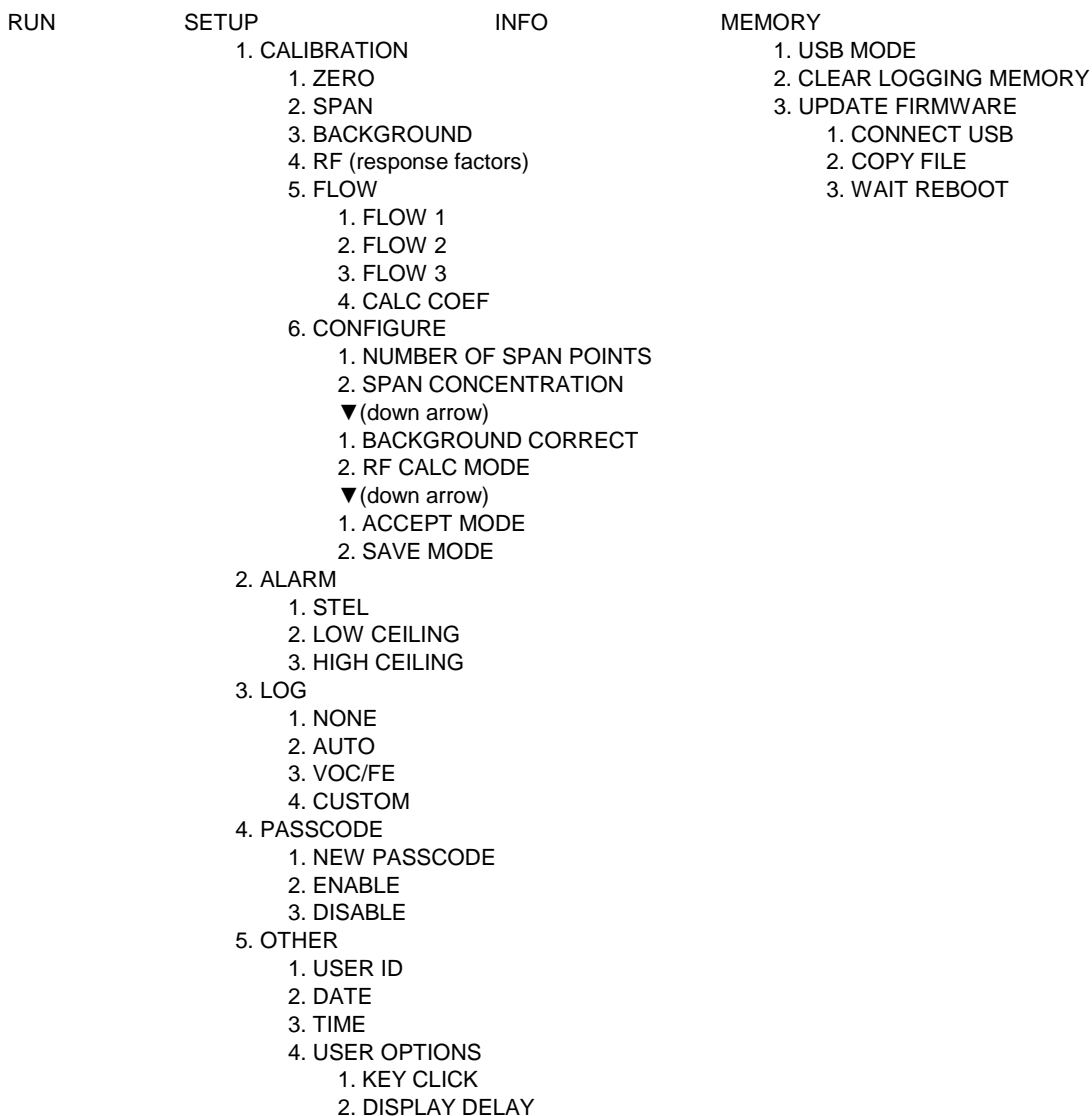 RUN SETUP INFO MEMORY
1. CALIBRATION 1. USB MODE
1. ZERO 2. CLEAR LOGGING MEMORY
2. SPAN 3. UPDATE FIRMWARE
3. BACKGROUND 1. CONNECT USB
4. RF (response factors) 2. COPY FILE
5. FLOW 3. WAIT REBOOT
1. FLOW 1
2. FLOW 2
3. FLOW 3
4. CALC COEF
6. CONFIGURE
1. NUMBER OF SPAN POINTS
2. SPAN CONCENTRATION
▼(down arrow)
1. BACKGROUND CORRECT
2. RF CALC MODE
▼(down arrow)
1. ACCEPT MODE
2. SAVE MODE
2. ALARM
1. STEL
2. LOW CEILING
3. HIGH CEILING
3. LOG
1. NONE
2. AUTO
3. VOC/FE
4. CUSTOM
4. PASSCODE
1. NEW PASSCODE
2. ENABLE
3. DISABLE
5. OTHER
1. USER ID
2. DATE
3. TIME
4. USER OPTIONS
1. KEY CLICK
2. DISPLAY DELAY